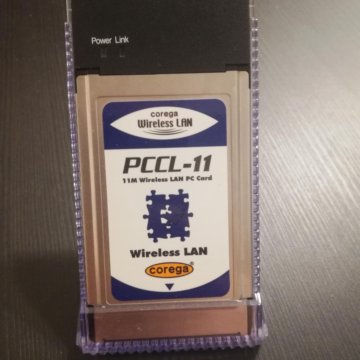 Power Link
corega
Wireless LAN
PCCL-11
11M Wireless LAN PC Card
Wireless LAN
corega